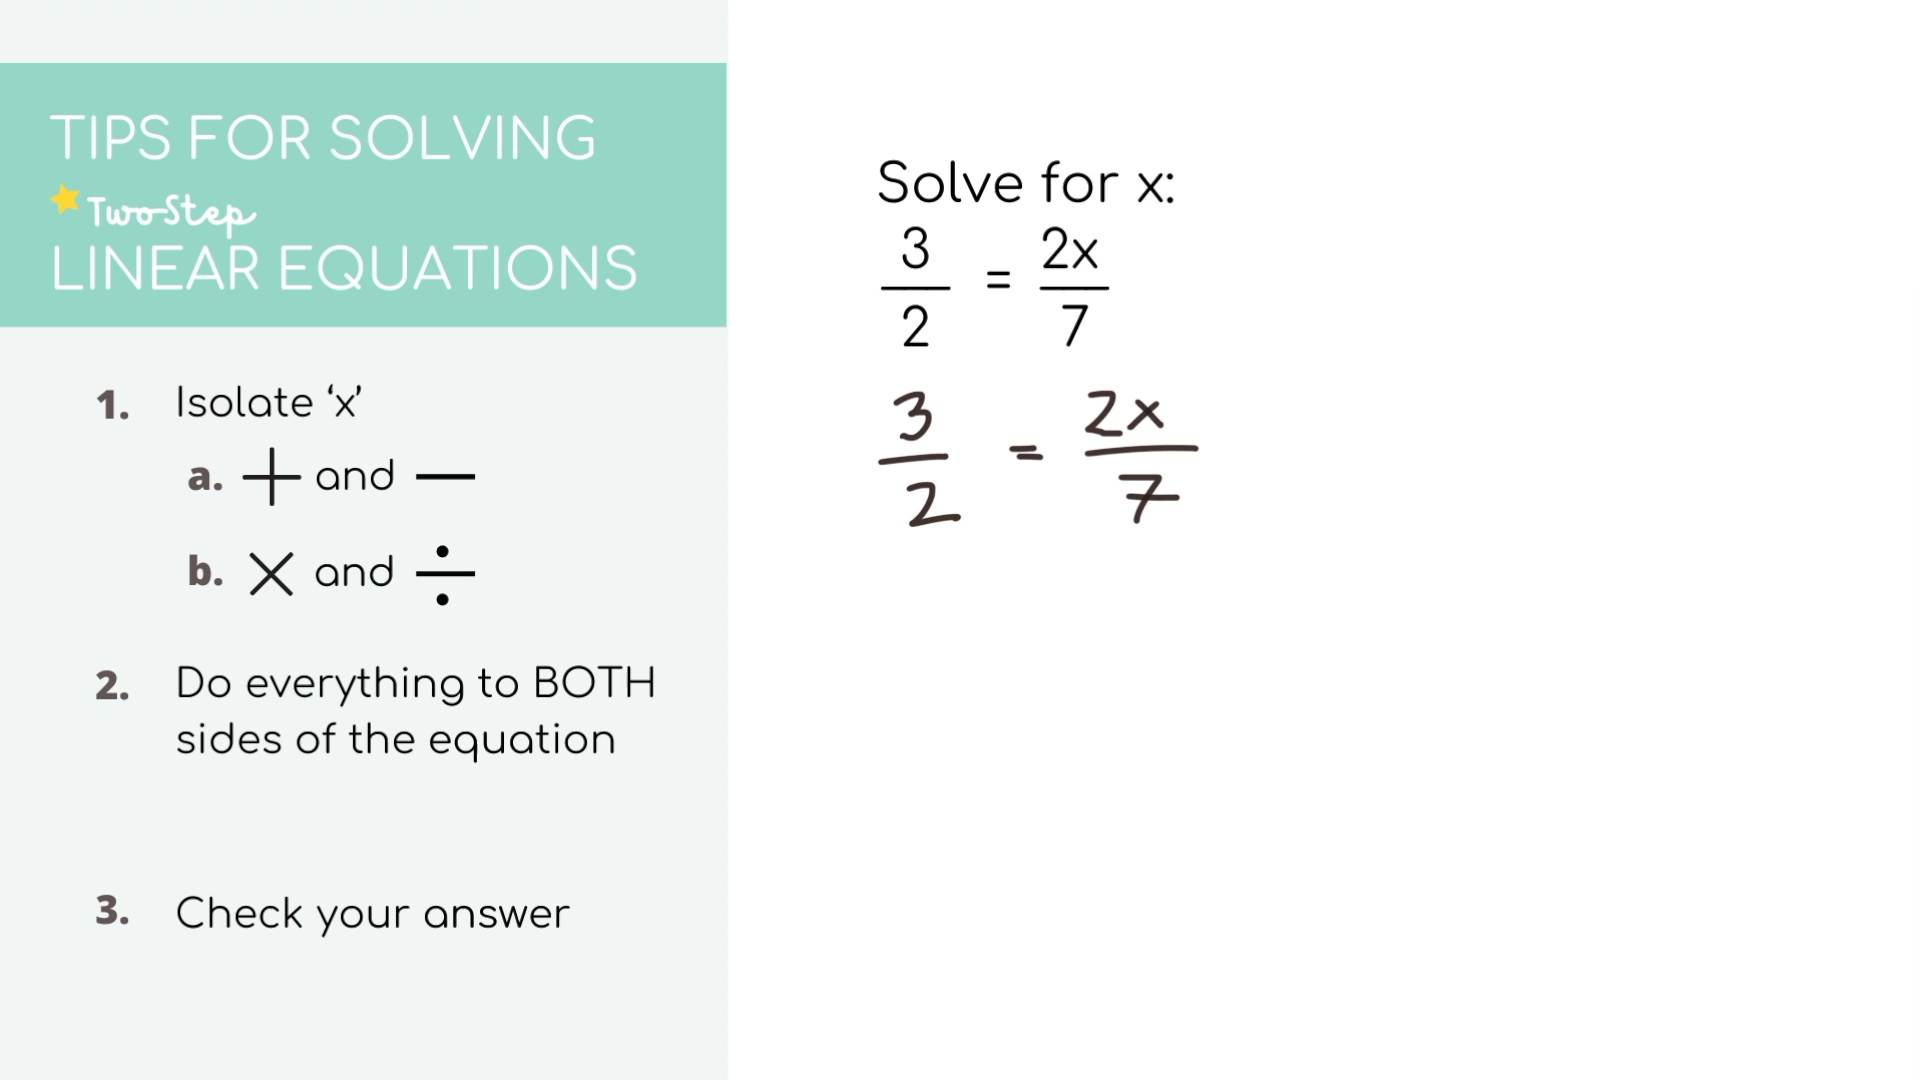 TIPS FOR SOLVING
Two-Step
LINEAR EQUATIONS
1. Isolate ‘x’
a. + and −
b. × and ÷
2. Do everything to BOTH
sides of the equation
3. Check your answer
Solve for x:
3/2 = 2x/7
3/2 = 2x/7